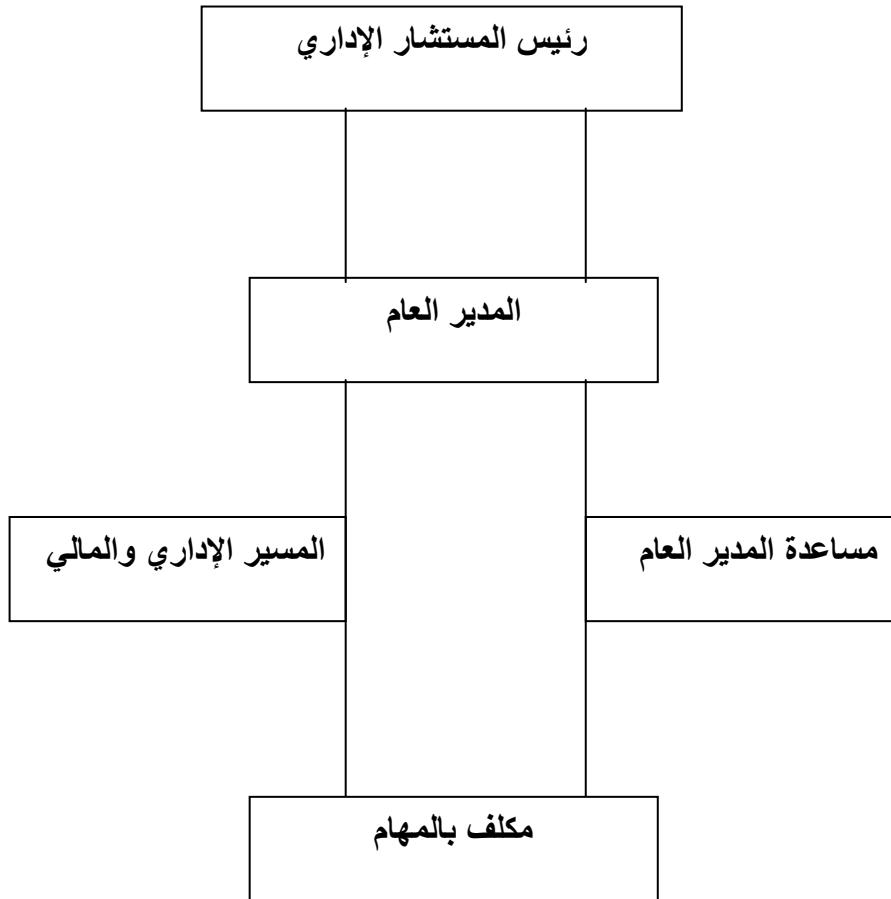 رئيس المستشار الإداري
المدير العام
مساعدة المدير العام
المسير الإداري والمالي
مكلف بالمهام